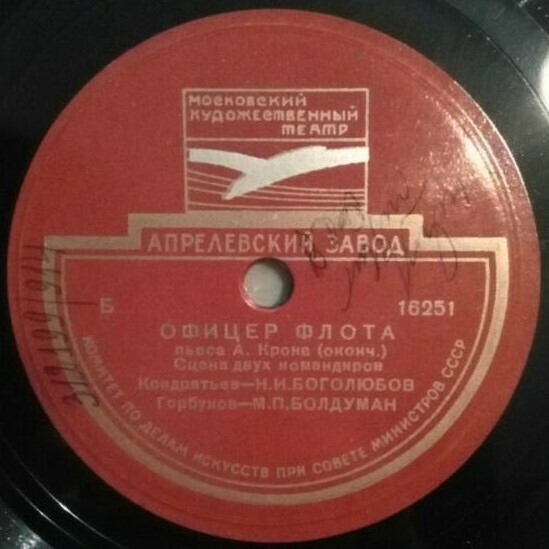 МОСКОВСКИЙ
ХУДОЖЕСТВЕННЫЙ
ТЕАТР
АПРЕЛЕВСКИЙ ЗАВОД
Б 16251
ОФИЦЕР ФЛОТА
пьеса А. Крона (оконч.)
Сцена двух командиров
Кондратьев—Н.И.БОГОЛЮБОВ
Горбунов—М.П.БОЛДУМАН
КОМИТЕТ ПО ДЕЛАМ ИСКУССТВ ПРИ СОВЕТЕ МИНИСТРОВ СССР